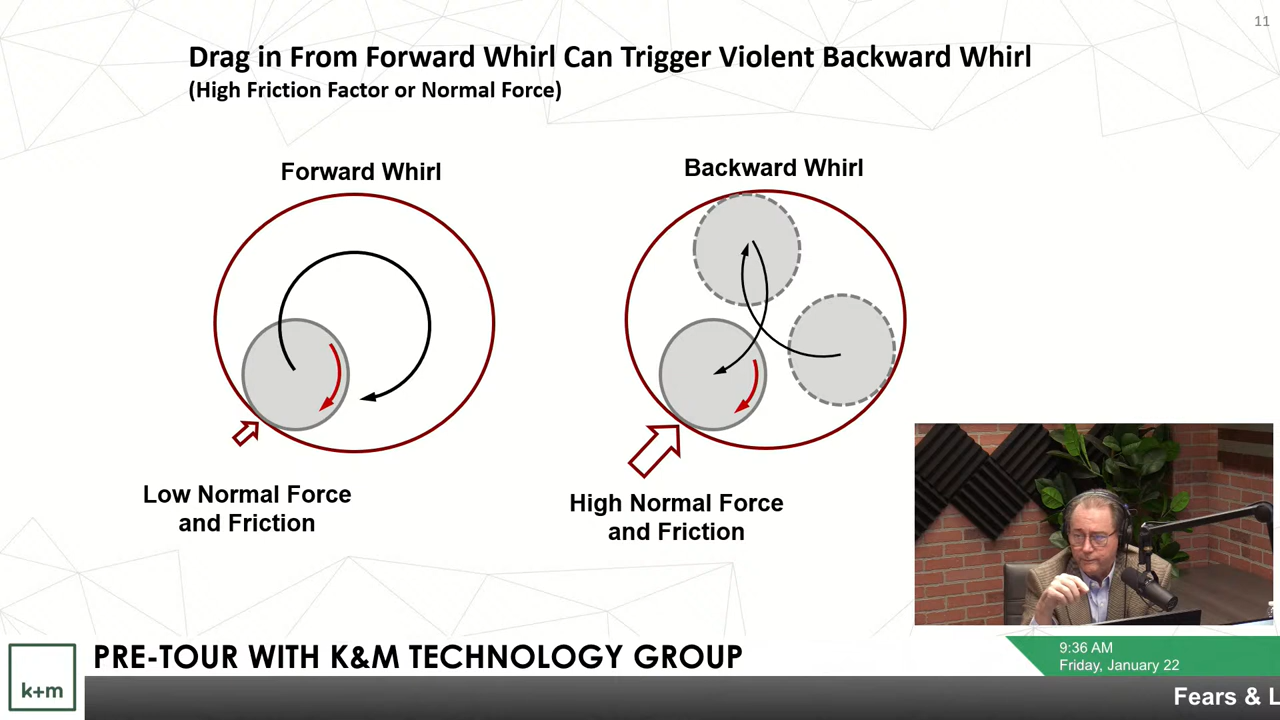 11
Drag in From Forward Whirl Can Trigger Violent Backward Whirl
(High Friction Factor or Normal Force)
Forward Whirl
Backward Whirl
Low Normal Force
and Friction
High Normal Force
and Friction
k+m
PRE-TOUR WITH K&M TECHNOLOGY GROUP
9:36 AM
Friday, January 22
Fears & L